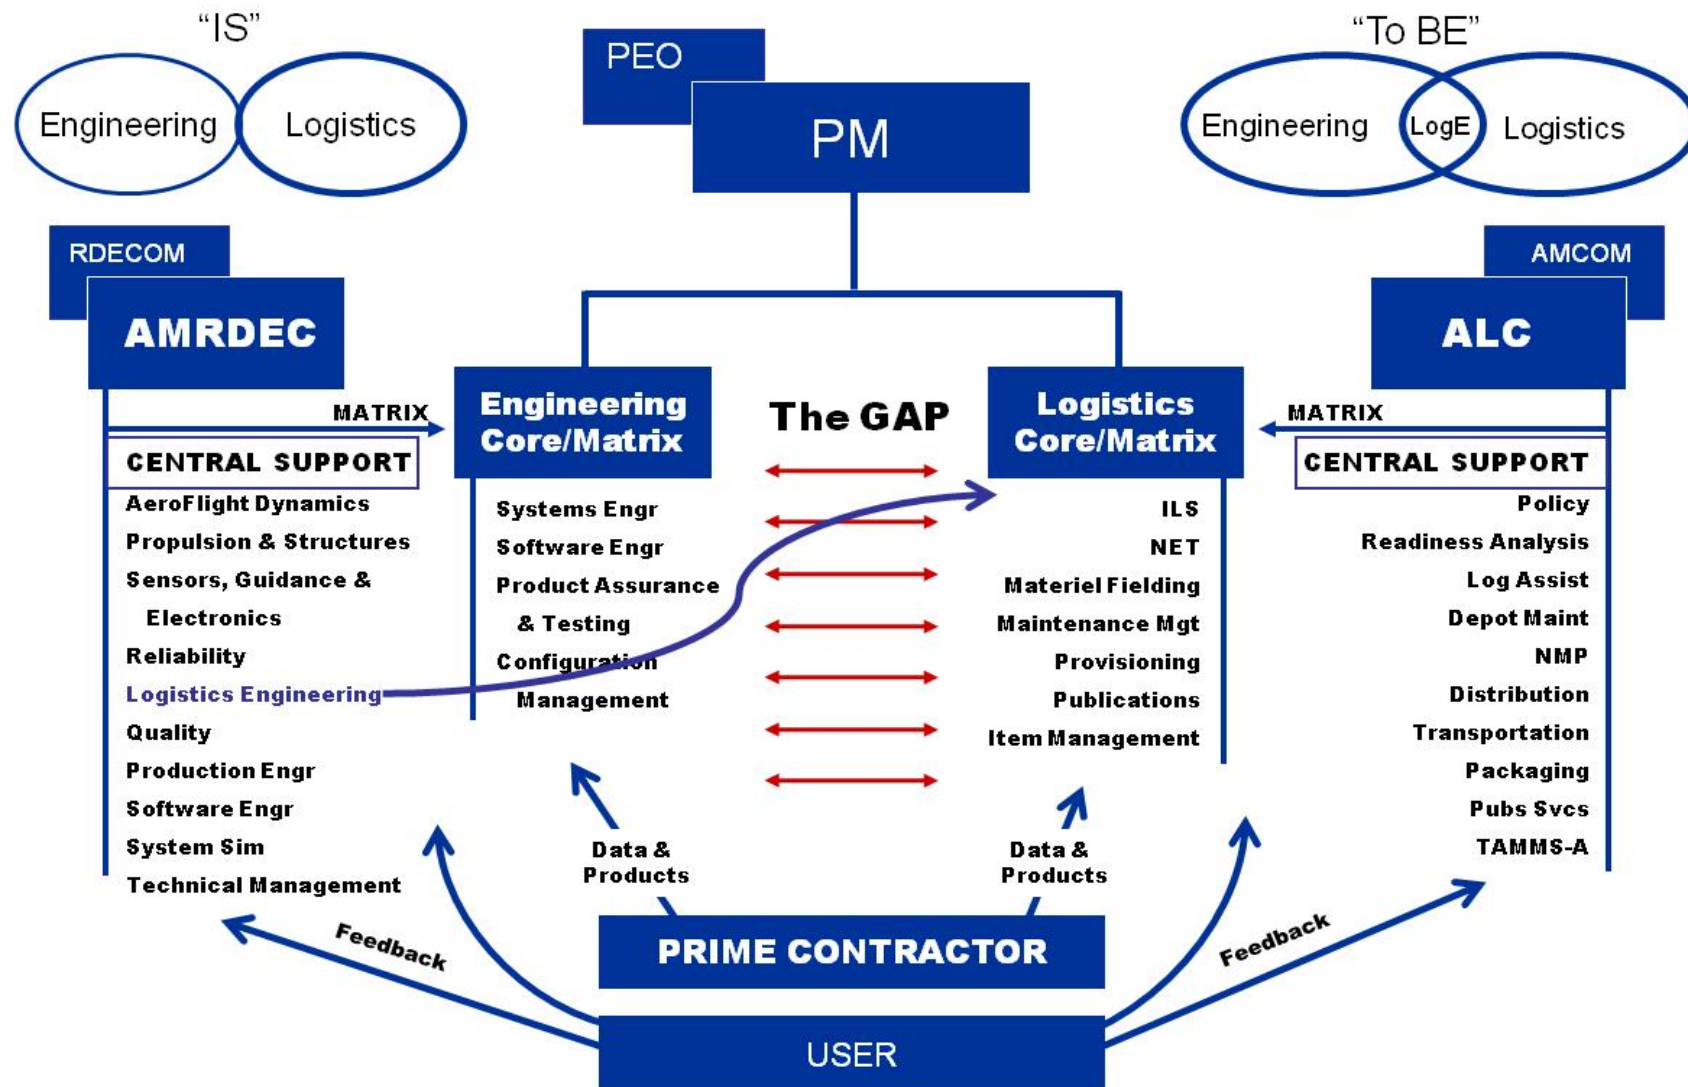 “IS”
Engineering
Logistics
PEO
PM
“To BE”
Engineering
LogE
Logistics
RDECOM
AMRDEC
MATRIX
CENTRAL SUPPORT
AeroFlight Dynamics
Propulsion & Structures
Sensors, Guidance &
Electronics
Reliability
Logistics Engineering
Quality
Production Engr
Software Engr
System Sim
Technical Management
Engineering
Core/Matrix
Systems Engr
Software Engr
Product Assurance
& Testing
Configuration
Management
The GAP
Logistics
Core/Matrix
ILS
NET
Materiel Fielding
Maintenance Mgt
Provisioning
Publications
Item Management
AMCOM
ALC
MATRIX
CENTRAL SUPPORT
Policy
Readiness Analysis
Log Assist
Depot Maint
NMP
Distribution
Transportation
Packaging
Pubs Svcs
TAMMS-A
Data &
Products
Data &
Products
Feedback
Feedback
PRIME CONTRACTOR
USER